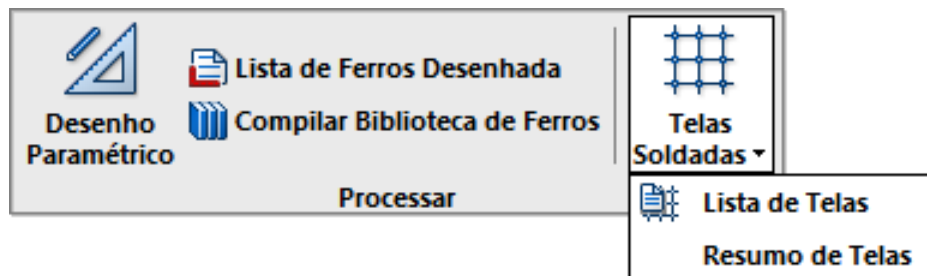 Desenho
Paramétrico
Lista de Ferros Desenhada
Compilar Biblioteca de Ferros
Telas
Soldadas
Processar
Lista de Telas
Resumo de Telas